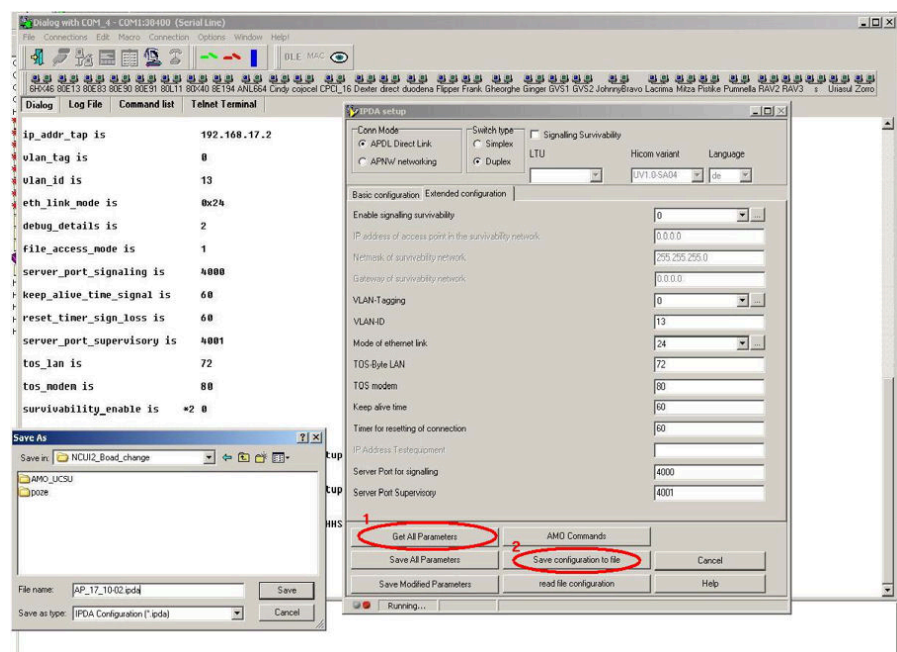 Dialog with COM_4 - COM1:38400 (Serial Line)
File Connections Edit Macro Connection Options Window Help!
DLE MAC
6HX46 80E13 80E83 80E90 80E91 80L11 80X40 8E194 ANL664 Cindy cojocel CPCI_16 Dexter direct duodena Flipper Frank Gheorghe Ginger GVS1 GVS2 JohnnyBravo Lacrima Mitza Pistike Pumnella RAV2 RAV3 s Uriasul Zorro
Dialog Log File Command list Telnet Terminal
ip_addr_tap is 192.168.17.2
vlan_tag is 0
vlan_id is 13
eth_link_mode is 0x24
debug_details is 2
file_access_mode is 1
server_port_signaling is 4000
keep_alive_time_signal is 60
reset_timer_sign_loss is 60
server_port_supervisory is 4001
tos_lan is 72
tos_modem is 80
survivability_enable is *2 0
tup
tup
HHS
IPDA setup
Conn Mode
APDL Direct Link
APNW networking
Switch type
Simplex
Duplex
Signalling Survivability
LTU
Hicom variant
UV1.0-SA04
Language
de
Basic configuration Extended configuration
Enable signalling survivability 0 ...
IP address of access point in the survivability network 0.0.0.0
Netmask of survivability network 255.255.255.0
Gateway of survivability network 0.0.0.0
VLAN-Tagging 0 ...
VLAN-ID 13
Mode of ethernet link 24 ...
TOS-Byte LAN 72
TOS modem 80
Keep alive time 60
Timer for resetting of connection 60
IP Address Testequipment
Server Port for signalling 4000
Server Port Supervisory 4001
1
Get All Parameters AMO Commands
2
Save All Parameters Save configuration to file Cancel
Save Modified Parameters read file configuration Help
Running...
Save As
Save in: NCUI2_Boad_change
AMO_UCSU
poze
File name: AP_17_10-02.ipda Save
Save as type: IPDA Configuration (*.ipda) Cancel